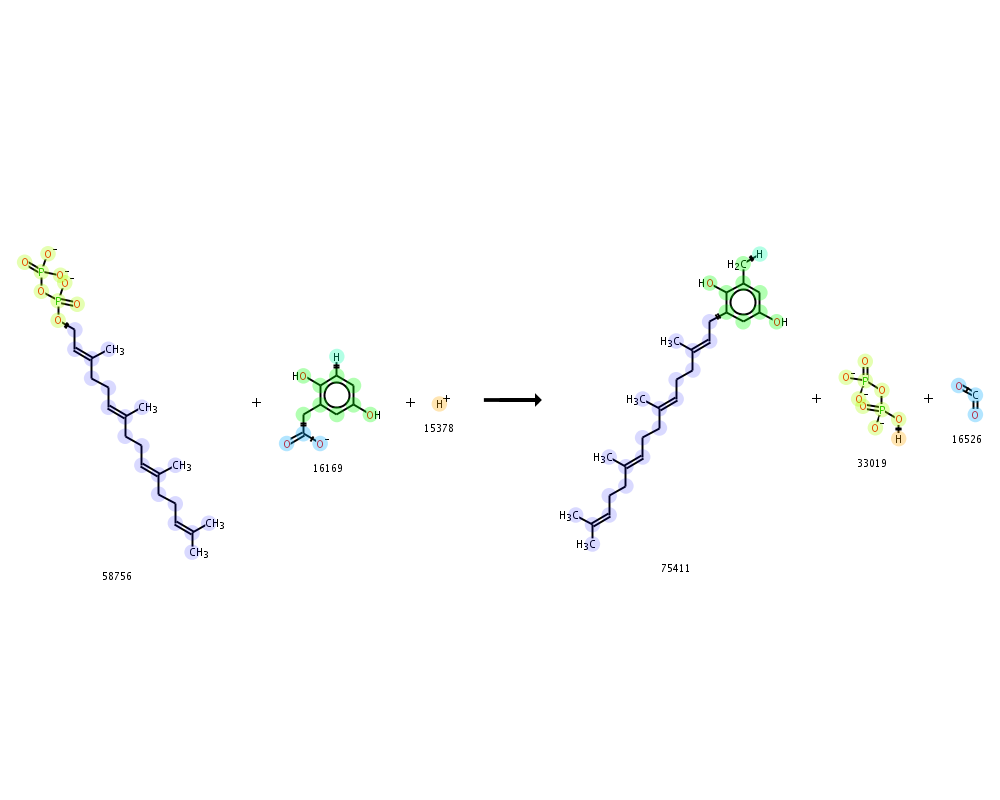 O⁻
O
P
O⁻
O⁻
O
P
O
O
CH₃
CH₃
CH₃
CH₃
CH₃
58756
+
H
HO
OH
O
C
O⁻
16169
+
H⁺
15378
H
H₂C
HO
OH
H₃C
H₃C
H₃C
H₃C
H₃C
75411
+
O
O⁻
P
O
O⁻
O
P
O
O⁻
H
33019
+
O
C
O
16526